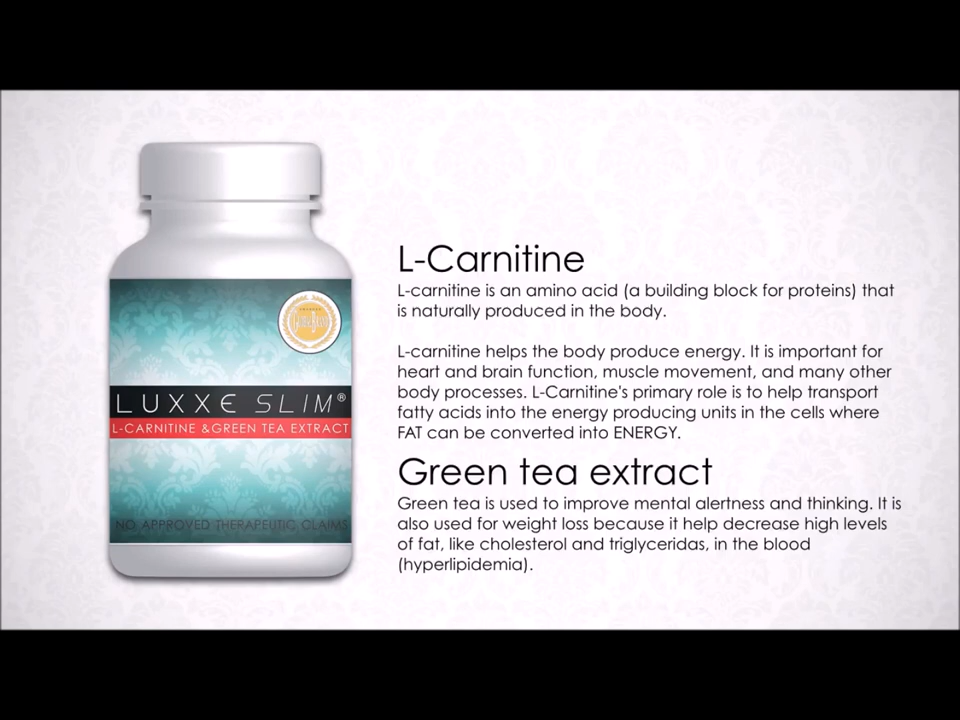 LUXXE SLIM®
L-CARNITINE & GREEN TEA EXTRACT
NO APPROVED THERAPEUTIC CLAIMS
L-Carnitine
L-carnitine is an amino acid (a building block for proteins) that
is naturally produced in the body.
L-carnitine helps the body produce energy. It is important for
heart and brain function, muscle movement, and many other
body processes. L-Carnitine's primary role is to help transport
fatty acids into the energy producing units in the cells where
FAT can be converted into ENERGY.
Green tea extract
Green tea is used to improve mental alertness and thinking. It is
also used for weight loss because it help decrease high levels
of fat, like cholesterol and triglyceridas, in the blood
(hyperlipidemia).